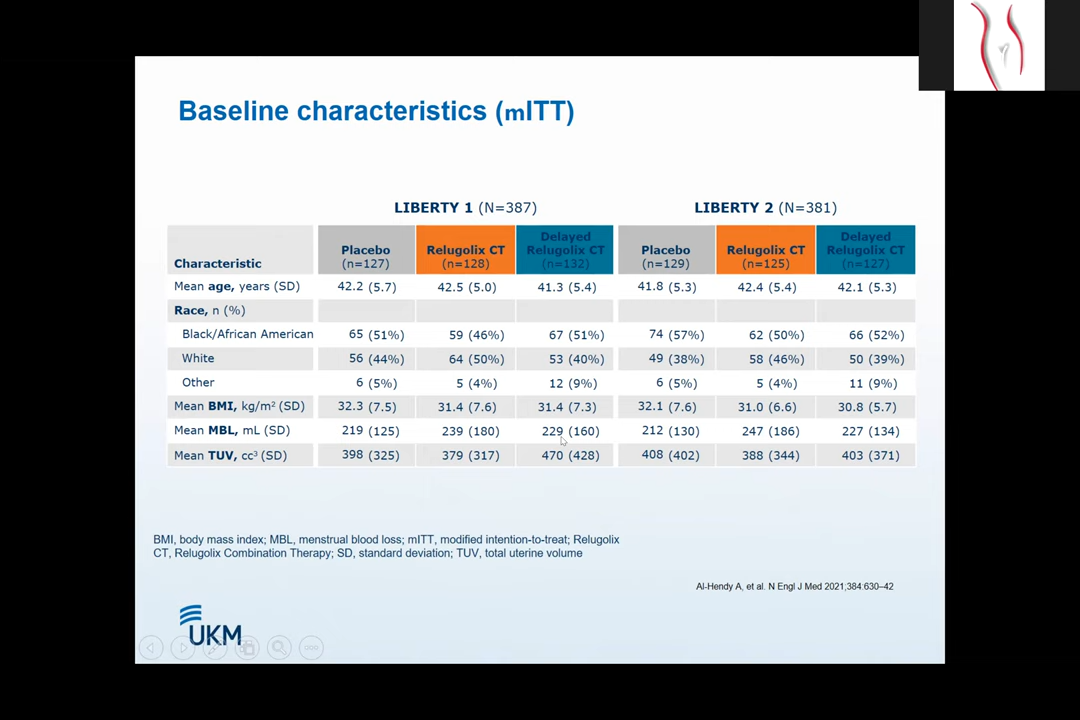 Baseline characteristics (mITT)
LIBERTY 1 (N=387) LIBERTY 2 (N=381)
Characteristic Placebo (n=127) Relugolix CT (n=128) Delayed Relugolix CT (n=132) Placebo (n=129) Relugolix CT (n=125) Delayed Relugolix CT (n=127)
Mean age, years (SD) 42.2 (5.7) 42.5 (5.0) 41.3 (5.4) 41.8 (5.3) 42.4 (5.4) 42.1 (5.3)
Race, n (%)
Black/African American 65 (51%) 59 (46%) 67 (51%) 74 (57%) 62 (50%) 66 (52%)
White 56 (44%) 64 (50%) 53 (40%) 49 (38%) 58 (46%) 50 (39%)
Other 6 (5%) 5 (4%) 12 (9%) 6 (5%) 5 (4%) 11 (9%)
Mean BMI, kg/m² (SD) 32.3 (7.5) 31.4 (7.6) 31.4 (7.3) 32.1 (7.6) 31.0 (6.6) 30.8 (5.7)
Mean MBL, mL (SD) 219 (125) 239 (180) 229 (160) 212 (130) 247 (186) 227 (134)
Mean TUV, cc³ (SD) 398 (325) 379 (317) 470 (428) 408 (402) 388 (344) 403 (371)
BMI, body mass index; MBL, menstrual blood loss; mITT, modified intention-to-treat; Relugolix
CT, Relugolix Combination Therapy; SD, standard deviation; TUV, total uterine volume
Al-Hendy A, et al. N Engl J Med 2021;384:630–42
UKM